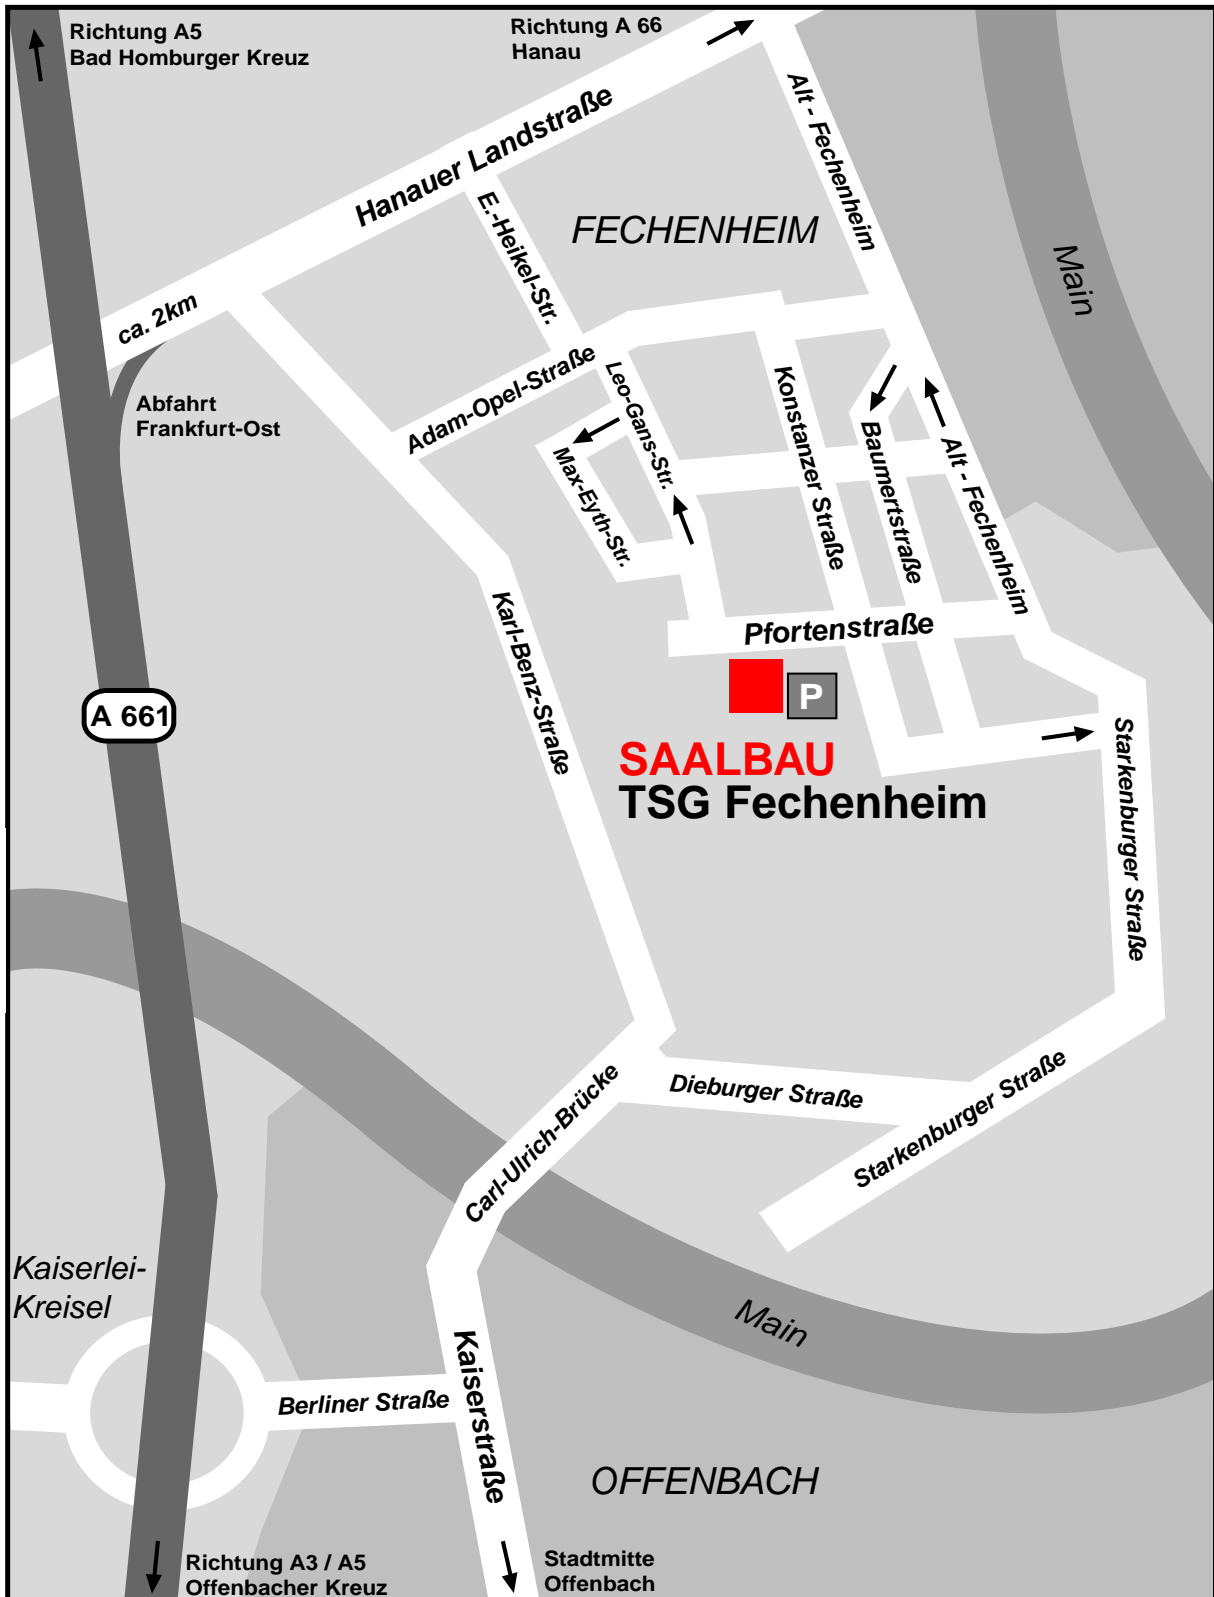 Richtung A5
Bad Homburger Kreuz
Richtung A 66
Hanau
Hanauer Landstraße
Alt - Fechenheim
E.-Heikel-Str.
FECHENHEIM
Main
ca. 2km
Abfahrt
Frankfurt-Ost
Adam-Opel-Straße
Leo-Gans-Str.
Max-Eyth-Str.
Konstanzer Straße
Baumertstraße
Alt - Fechenheim
Karl-Benz-Straße
Pfortenstraße
P
A 661
SAALBAU
TSG Fechenheim
Starkenburger Straße
Dieburger Straße
Starkenburger Straße
Carl-Ulrich-Brücke
Kaiserlei-
Kreisel
Main
Berliner Straße
Kaiserstraße
OFFENBACH
Richtung A3 / A5
Offenbacher Kreuz
Stadtmitte
Offenbach